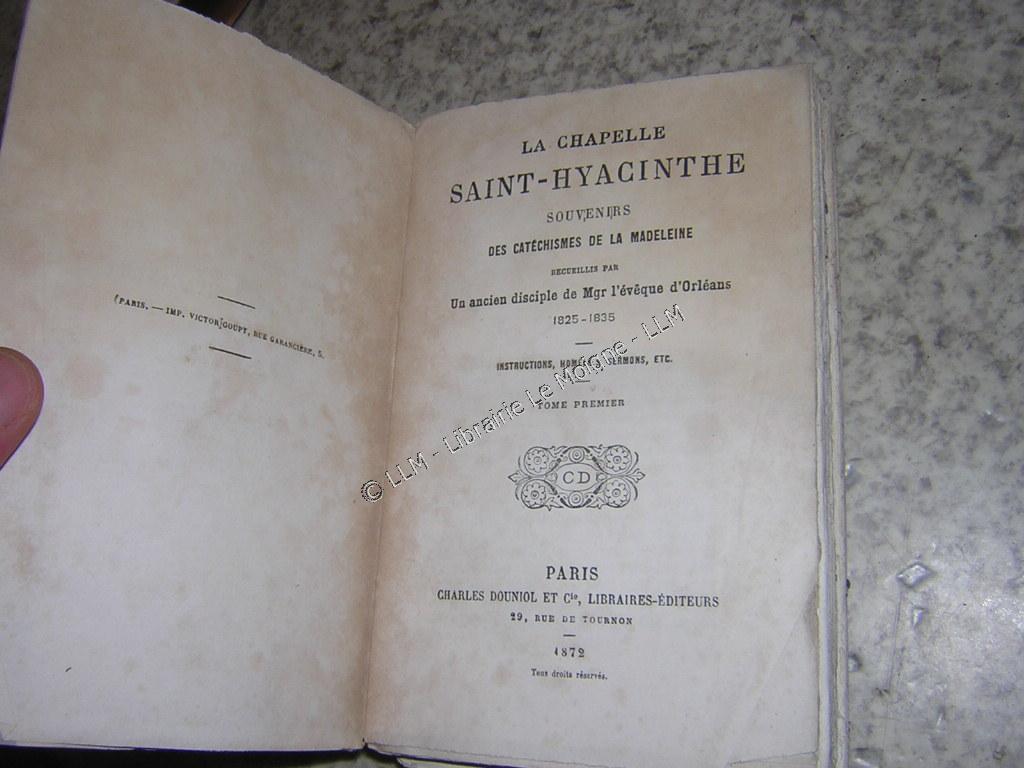 (PARIS. — IMP. VICTOR GOUPY, RUE GARANCIÈRE, 5.
LA CHAPELLE
SAINT-HYACINTHE
SOUVENIRS
DES CATÉCHISMES DE LA MADELEINE
RECUEILLIS PAR
Un ancien disciple de Mgr l'évêque d'Orléans
1825-1835
INSTRUCTIONS, HOMÉLIES, SERMONS, ETC.
TOME PREMIER
CD
PARIS
CHARLES DOUNIOL ET Cie, LIBRAIRES-ÉDITEURS
29, RUE DE TOURNON
1872
Tous droits réservés.
© LLM - Librairie Le Moigne - LLM